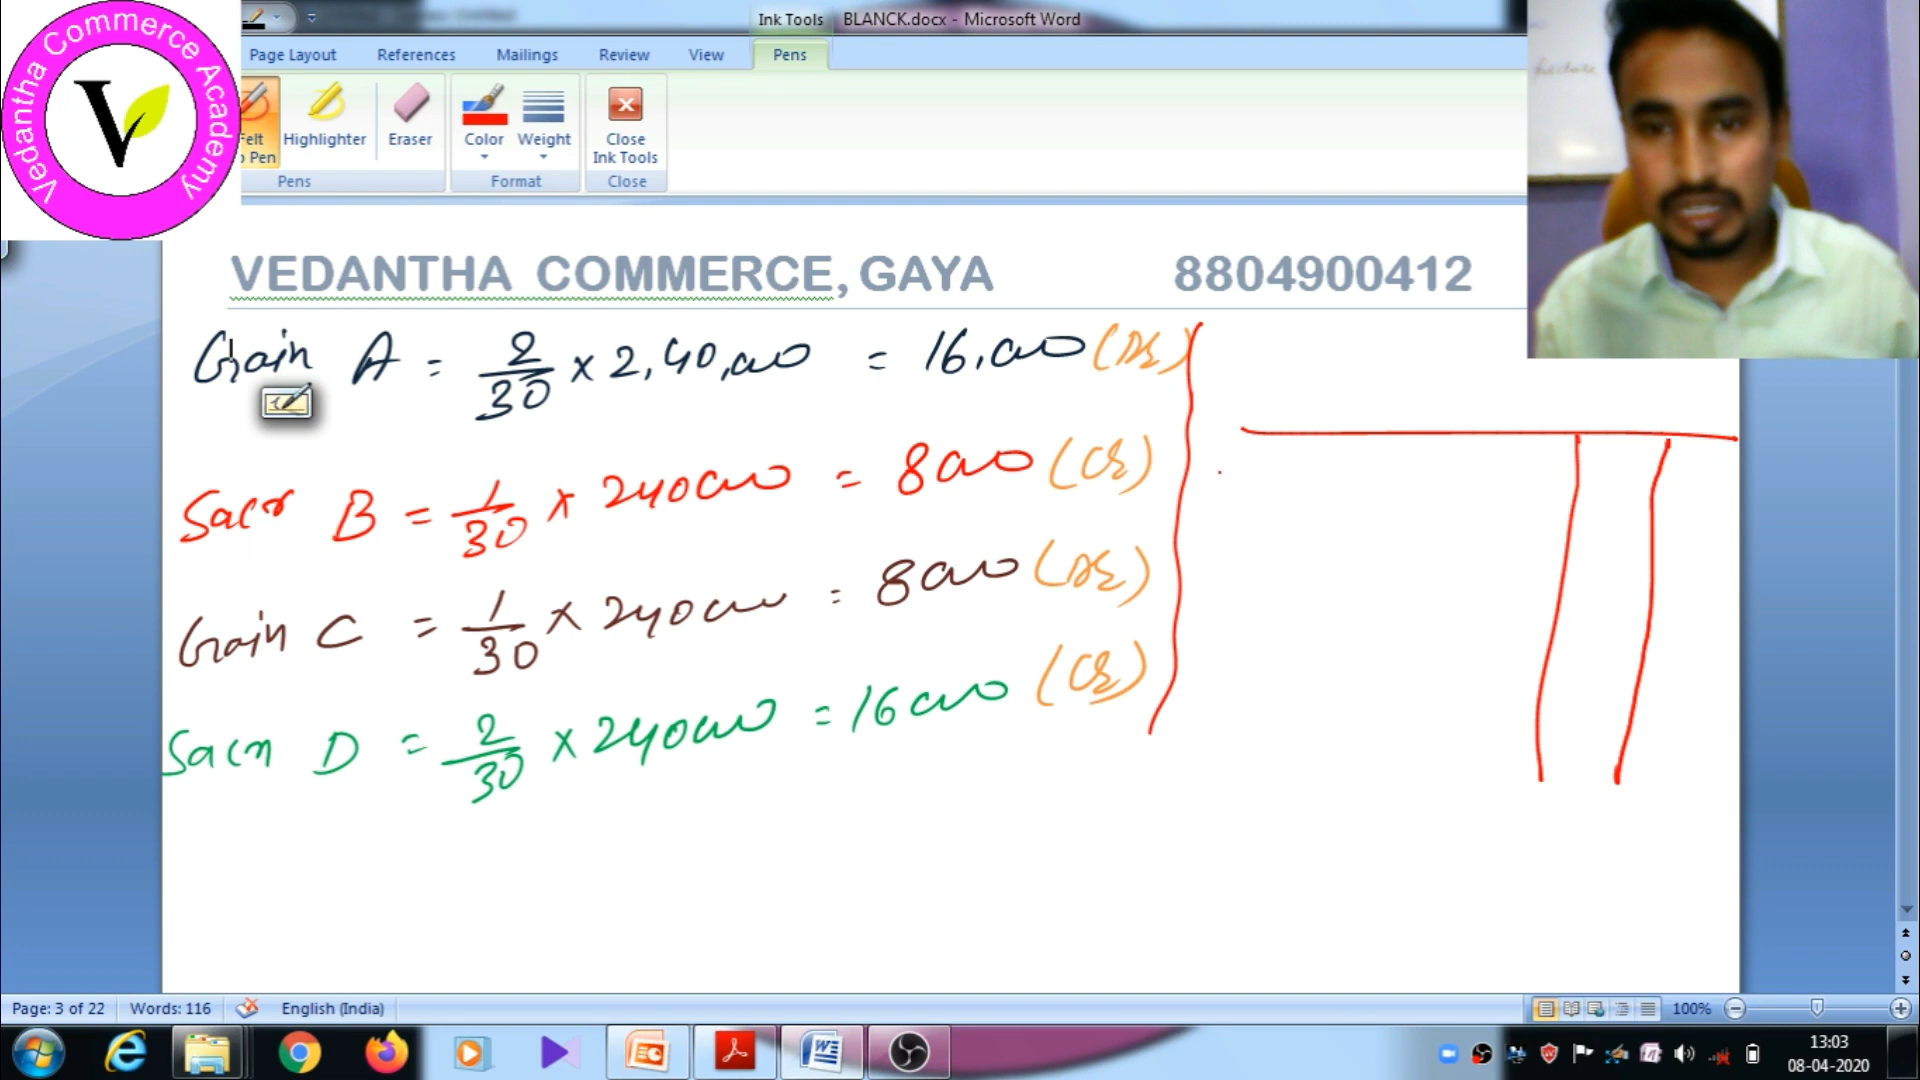 Vedantha Commerce Academy
V
Ink Tools BLANCK.docx - Microsoft Word
Page Layout References Mailings Review View Pens
Felt Highlighter Eraser Color Weight Close
Pen Ink Tools
Pens Format Close
VEDANTHA COMMERCE, GAYA 8804900412
Gain A = 2/30 × 2,40,000 = 16,000 (Dr)
Sacr B = 1/30 × 240000 = 8000 (Cr)
Gain C = 1/30 × 240000 = 8000 (Dr)
Sacr D = 2/30 × 240000 = 16000 (Cr)
Page: 3 of 22 Words: 116 English (India) 100%
13:03
08-04-2020